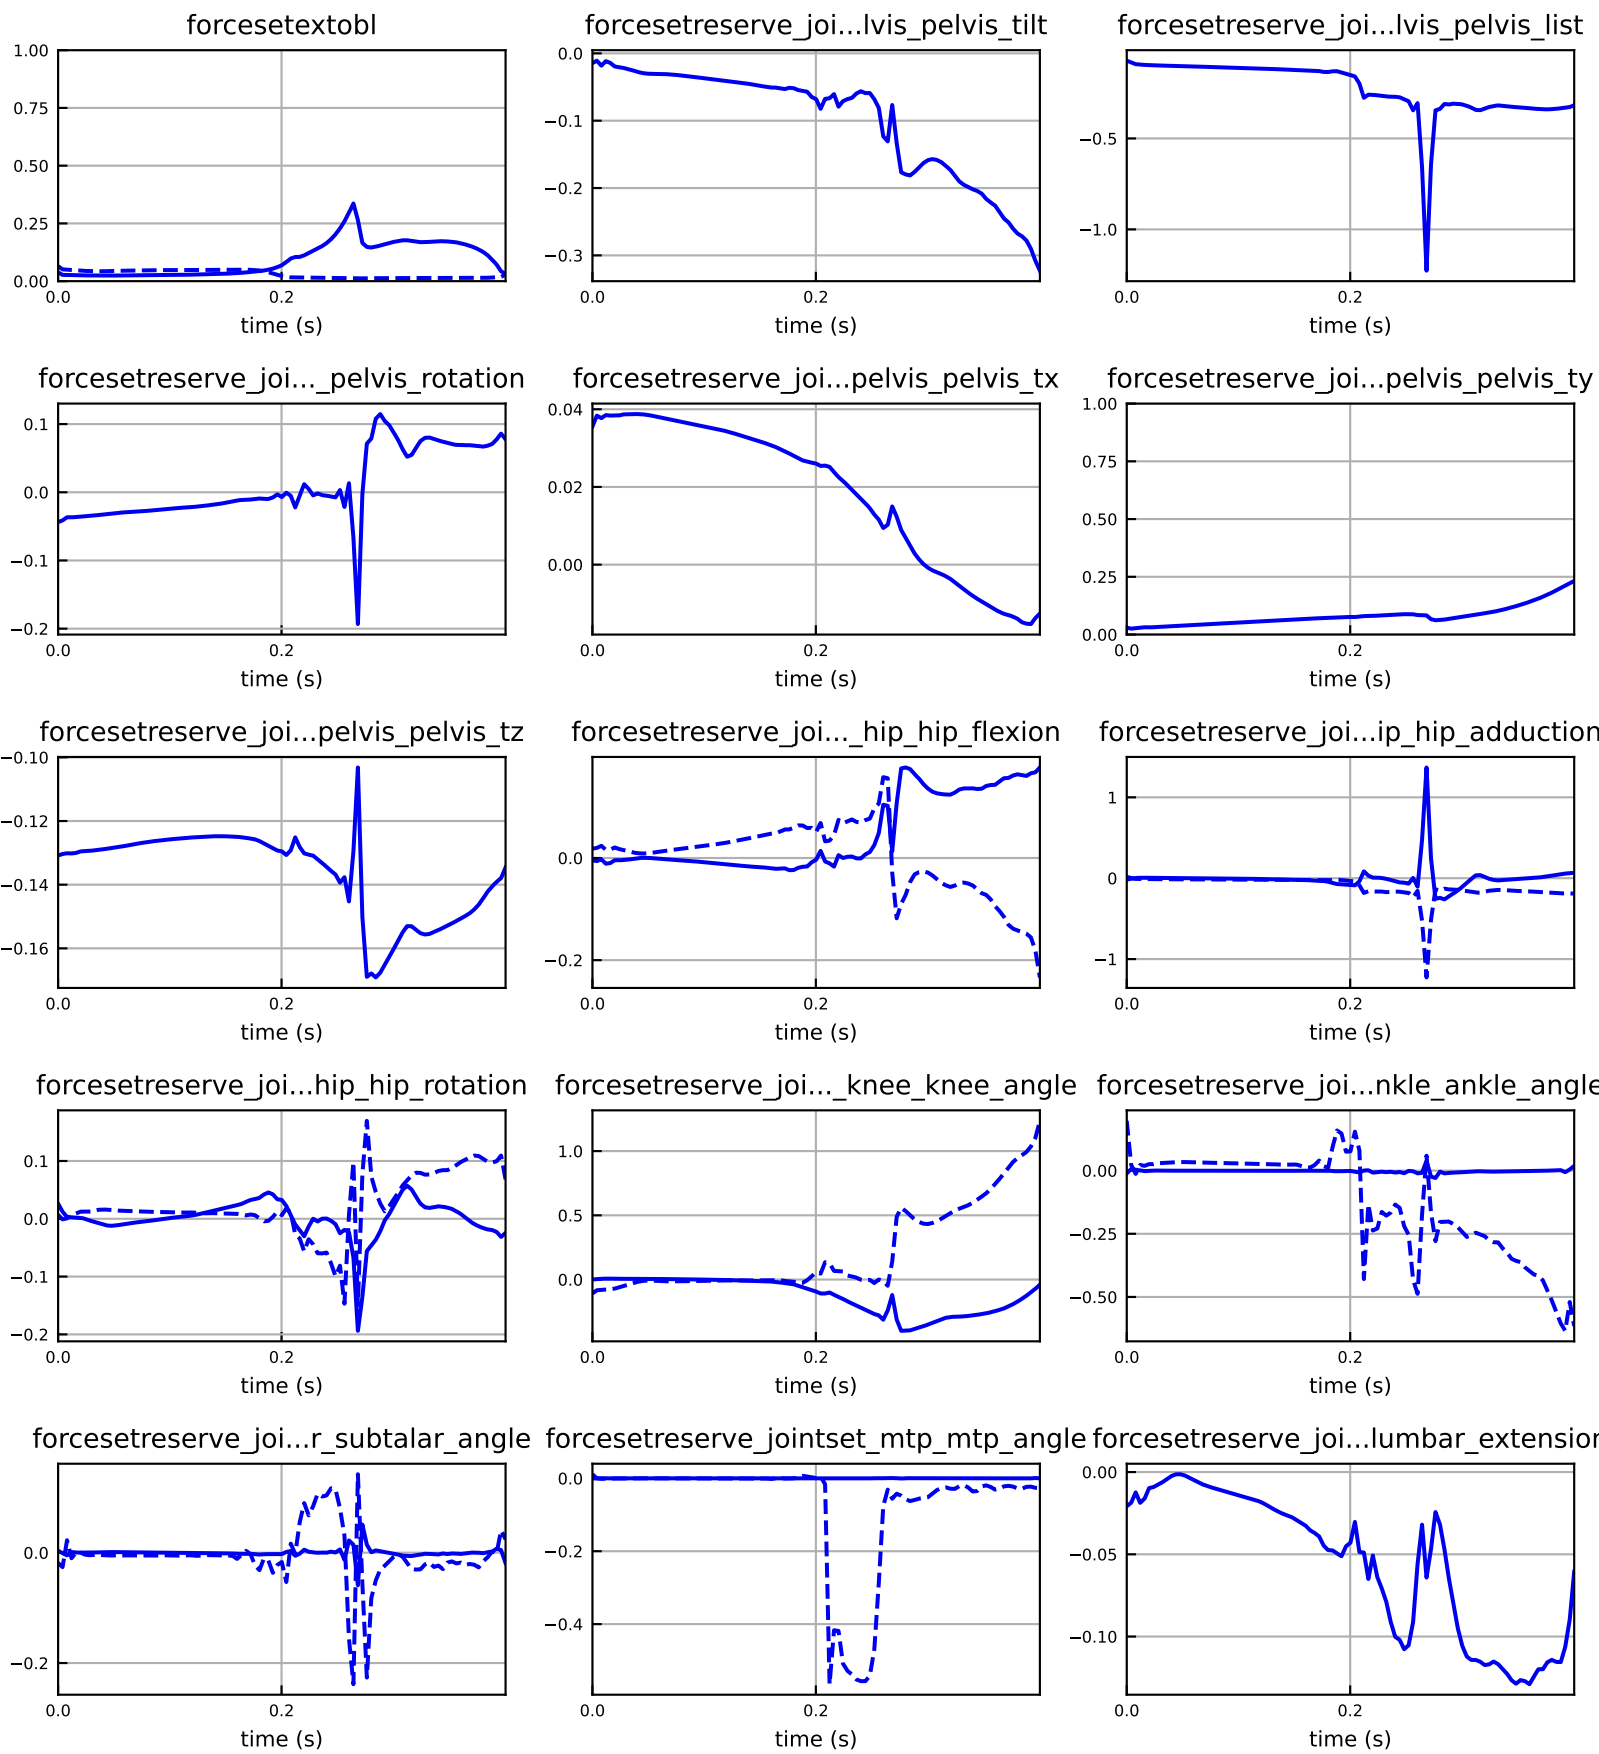 forcesetextobl
forcesetreserve_joi...lvis_pelvis_tilt
forcesetreserve_joi...lvis_pelvis_list
1.00
0.75
0.50
0.25
0.00
0.0
0.2
time (s)
0.0
−0.1
−0.2
−0.3
0.0
0.2
time (s)
−0.5
−1.0
0.0
0.2
time (s)
forcesetreserve_joi..._pelvis_rotation
forcesetreserve_joi...pelvis_pelvis_tx
forcesetreserve_joi...pelvis_pelvis_ty
0.1
0.0
−0.1
−0.2
0.0
0.2
time (s)
0.04
0.02
0.00
0.0
0.2
time (s)
1.00
0.75
0.50
0.25
0.00
0.0
0.2
time (s)
forcesetreserve_joi...pelvis_pelvis_tz
forcesetreserve_joi..._hip_hip_flexion
forcesetreserve_joi...ip_hip_adduction
−0.10
−0.12
−0.14
−0.16
0.0
0.2
time (s)
0.0
−0.2
0.0
0.2
time (s)
1
0
−1
0.0
0.2
time (s)
forcesetreserve_joi...hip_hip_rotation
forcesetreserve_joi..._knee_knee_angle
forcesetreserve_joi...nkle_ankle_angle
0.1
0.0
−0.1
−0.2
0.0
0.2
time (s)
1.0
0.5
0.0
0.0
0.2
time (s)
0.00
−0.25
−0.50
0.0
0.2
time (s)
forcesetreserve_joi...r_subtalar_angle
forcesetreserve_jointset_mtp_mtp_angle
forcesetreserve_joi...lumbar_extension
0.0
−0.2
0.0
0.2
time (s)
0.0
−0.2
−0.4
0.0
0.2
time (s)
0.00
−0.05
−0.10
0.0
0.2
time (s)